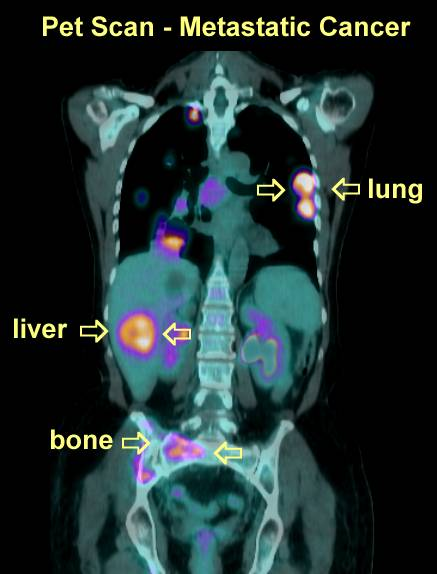 Pet Scan - Metastatic Cancer
lung
liver
bone